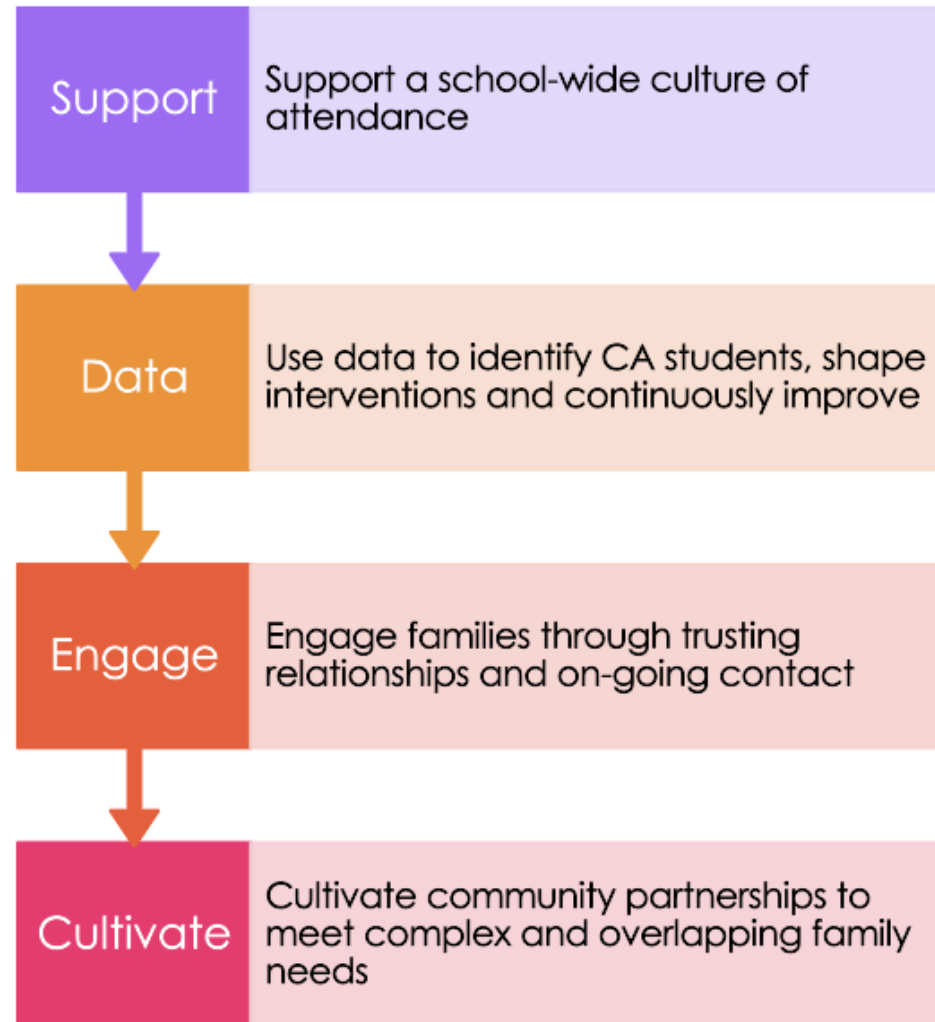 Support
Support a school-wide culture of
attendance
Data
Use data to identify CA students, shape
interventions and continuously improve
Engage
Engage families through trusting
relationships and on-going contact
Cultivate
Cultivate community partnerships to
meet complex and overlapping family
needs